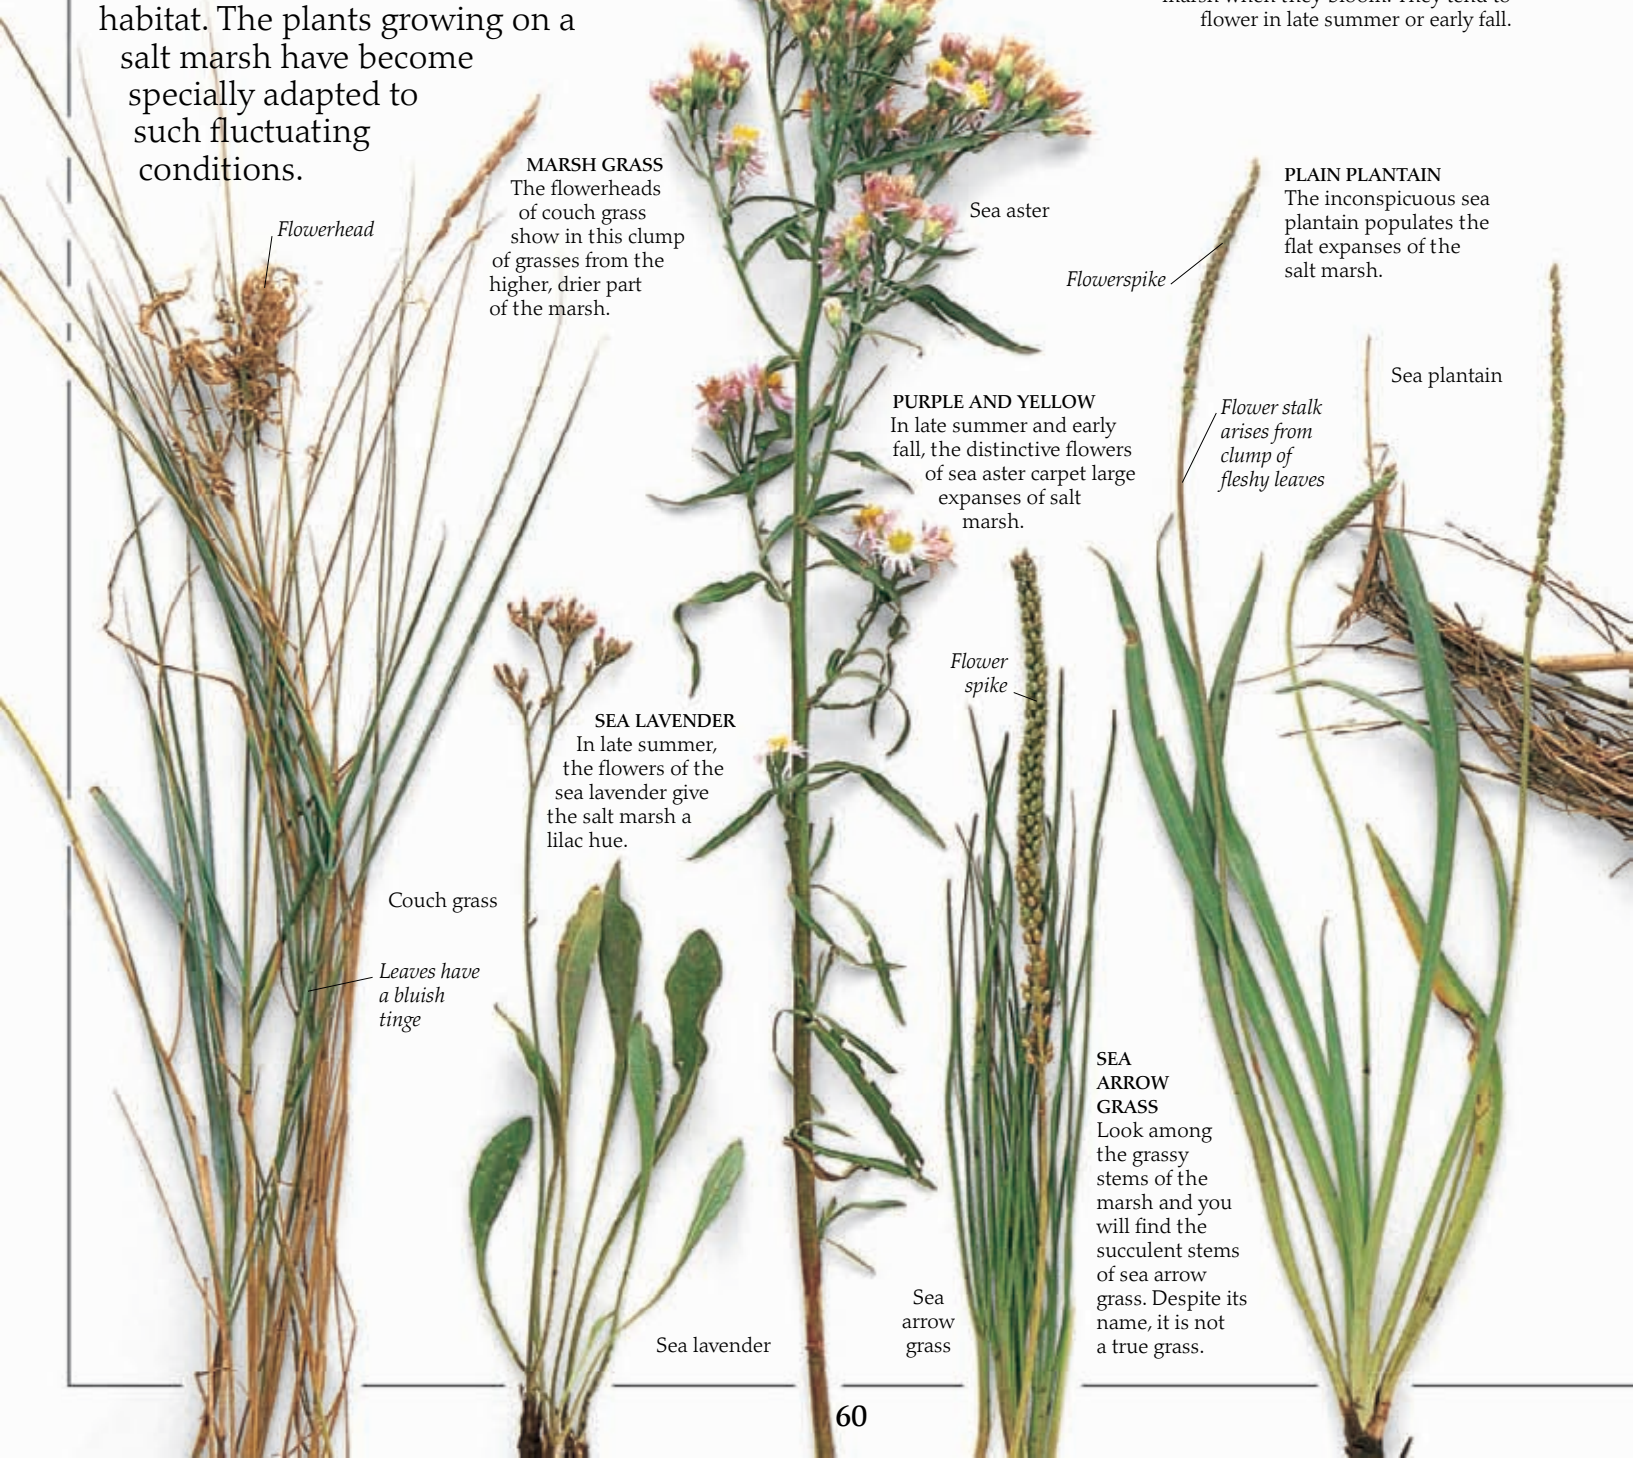 habitat. The plants growing on a
salt marsh have become
specially adapted to
such fluctuating
conditions.
flower in late summer or early fall.
MARSH GRASS
The flowerheads
of couch grass
show in this clump
of grasses from the
higher, drier part
of the marsh.
Flowerhead
Sea aster
PLAIN PLANTAIN
The inconspicuous sea
plantain populates the
flat expanses of the
salt marsh.
Flowerspike
Sea plantain
PURPLE AND YELLOW
In late summer and early
fall, the distinctive flowers
of sea aster carpet large
expanses of salt
marsh.
Flower stalk
arises from
clump of
fleshy leaves
Flower
spike
SEA LAVENDER
In late summer,
the flowers of the
sea lavender give
the salt marsh a
lilac hue.
Couch grass
Leaves have
a bluish
tinge
SEA
ARROW
GRASS
Look among
the grassy
stems of the
marsh and you
will find the
succulent stems
of sea arrow
grass. Despite its
name, it is not
a true grass.
Sea
arrow
grass
Sea lavender
60